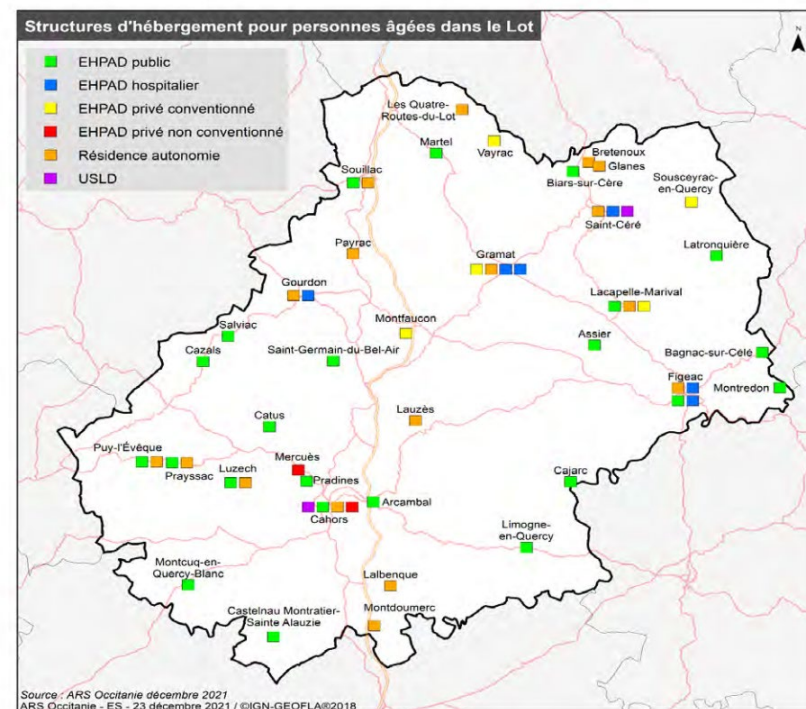 Structures d'hébergement pour personnes âgées dans le Lot
N
EHPAD public
EHPAD hospitalier
EHPAD privé conventionné
EHPAD privé non conventionné
Résidence autonomie
USLD
Les Quatre-
Routes-du-Lot
Martel
Vayrac
Bretenoux
Glanes
Biars-sur-Cère
Sousceyrac-
en-Quercy
Souillac
Saint-Céré
Payrac
Gramat
Latronquière
Gourdon
Lacapelle-Marival
Montfaucon
Salviac
Assier
Cazals
Saint-Germain-du-Bel-Air
Bagnac-sur-Célé
Figeac
Montredon
Catus
Lauzès
Puy-l'Évêque
Prayssac
Luzech
Mercuès
Pradines
Cajarc
Arcambal
Cahors
Limogne-
en-Quercy
Montcuq-en-
Quercy-Blanc
Lalbenque
Castelnau Montratier-
Sainte Alauzie
Montdoumerc
Source : ARS Occitanie décembre 2021
ARS Occitanie - ES - 23 décembre 2021 / ©IGN-GEOFLA®2018